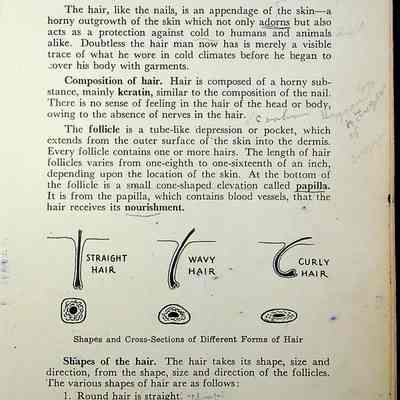 The hair, like the nails, is an appendage of the skin—a
horny outgrowth of the skin which not only adorns but also
acts as a protection against cold to humans and animals
alike. Doubtless the hair man now has is merely a visible
trace of what he wore in cold climates before he began to
cover his body with garments.
Composition of hair. Hair is composed of a horny sub-
stance, mainly keratin, similar to the composition of the nail.
There is no sense of feeling in the hair of the head or body,
owing to the absence of nerves in the hair.
The follicle is a tube-like depression or pocket, which
extends from the outer surface of the skin into the dermis.
Every follicle contains one or more hairs. The length of hair
follicles varies from one-eighth to one-sixteenth of an inch,
depending upon the location of the skin. At the bottom of
the follicle is a small cone-shaped elevation called papilla.
It is from the papilla, which contains blood vessels, that the
hair receives its nourishment.
STRAIGHT HAIR
WAVY HAIR
CURLY HAIR
Shapes and Cross-Sections of Different Forms of Hair
Shapes of the hair. The hair takes its shape, size and
direction, from the shape, size and direction of the follicles.
The various shapes of hair are as follows:
1. Round hair is straight.